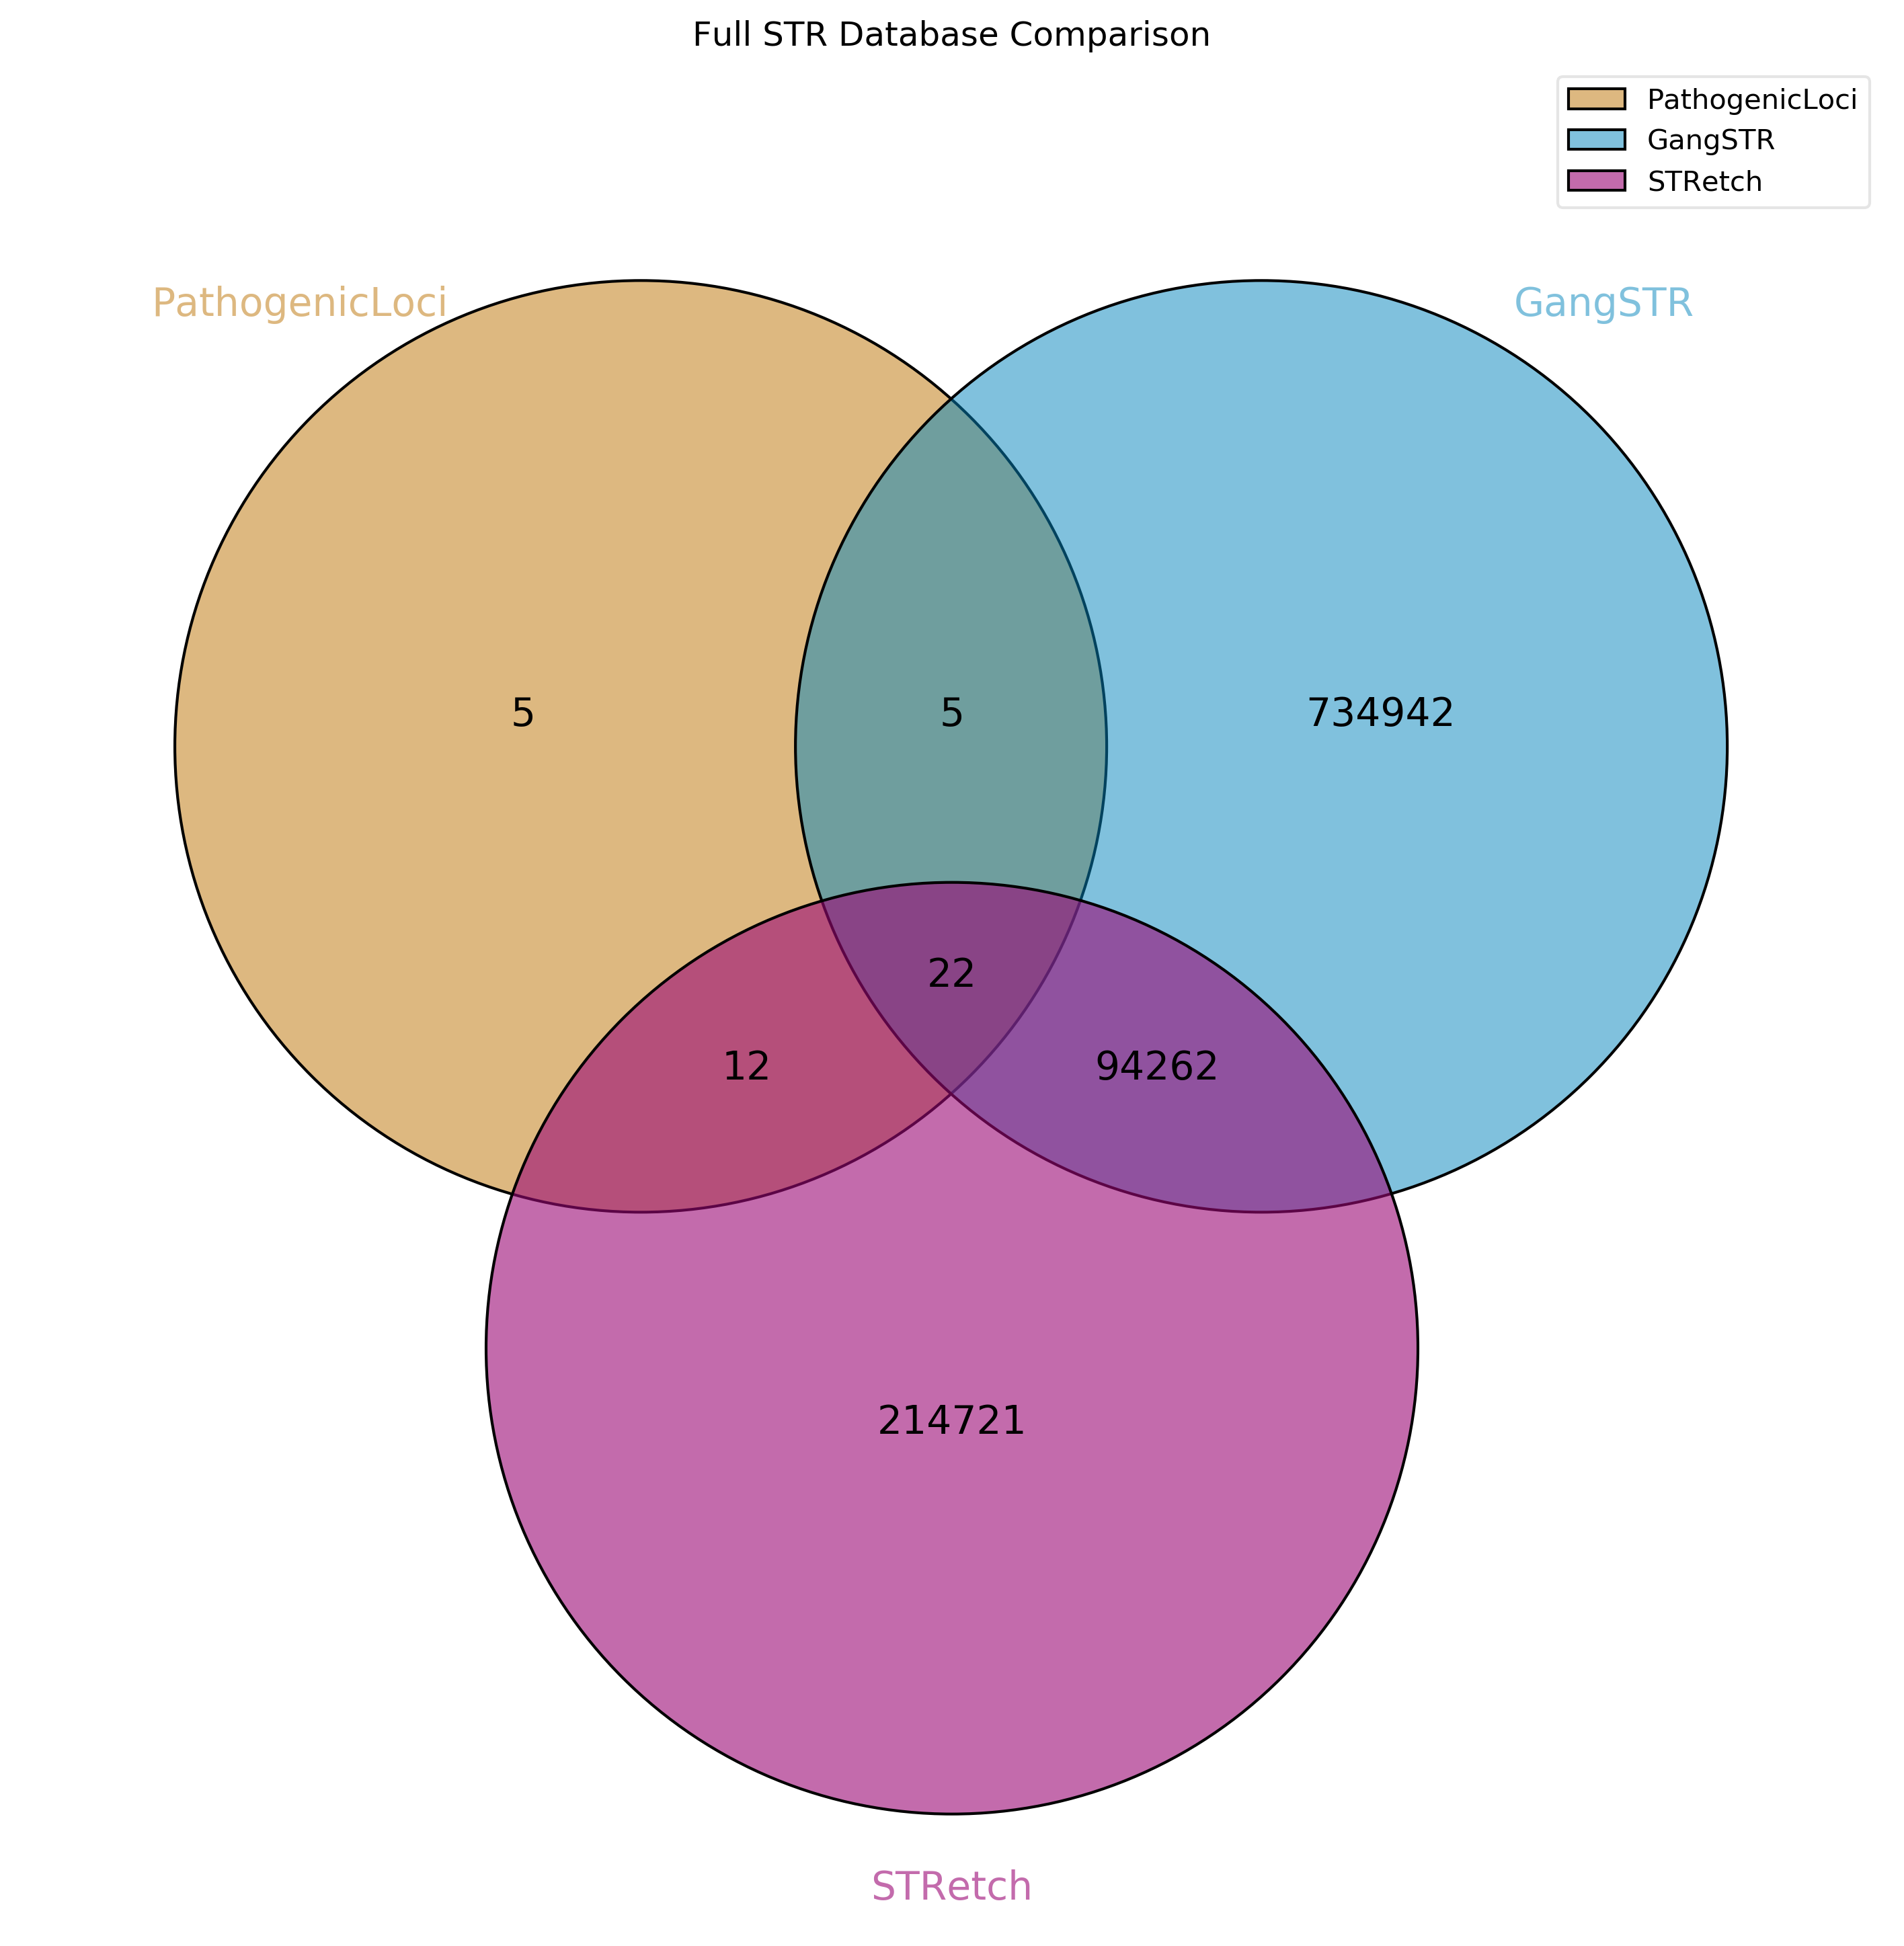 Full STR Database Comparison
PathogenicLoci
GangSTR
STRetch
PathogenicLoci
GangSTR
5
5
734942
22
12
94262
214721
STRetch